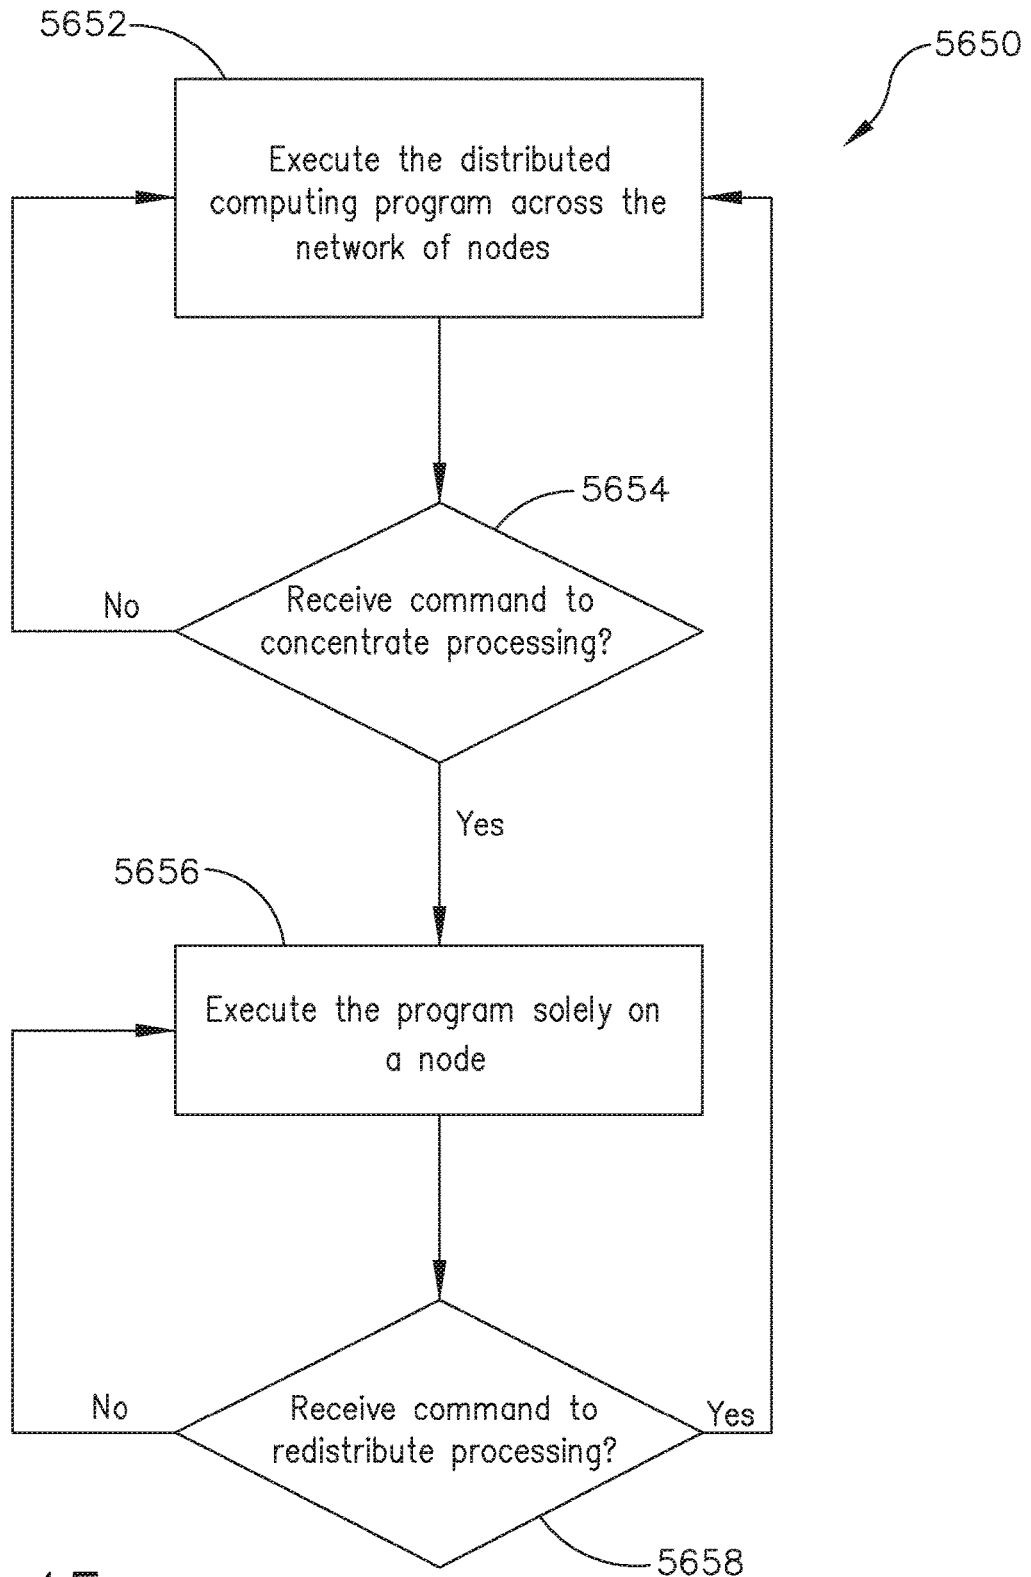 5652
5650
Execute the distributed
computing program across the
network of nodes
5654
Receive command to
concentrate processing?
No
Yes
5656
Execute the program solely on
a node
Receive command to
redistribute processing?
No
Yes
5658